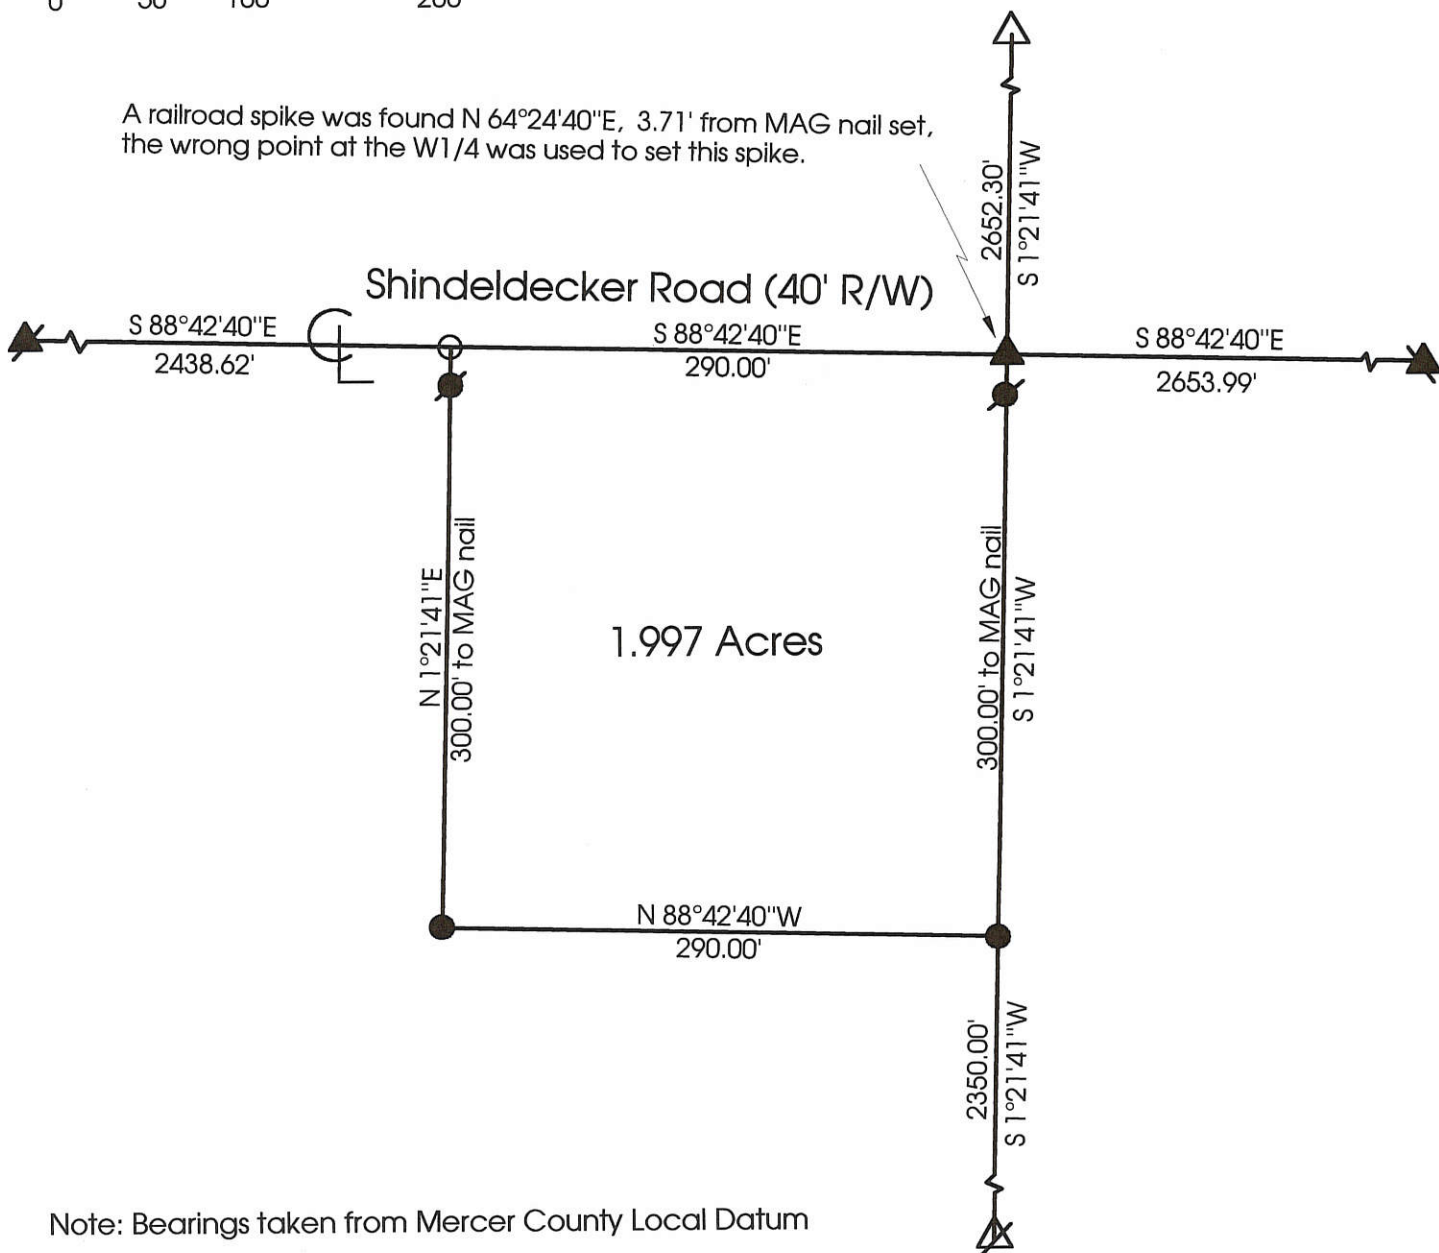 0 50 100 200
A railroad spike was found N 64°24'40"E, 3.71' from MAG nail set,
the wrong point at the W1/4 was used to set this spike.
2652.30'
S 1°21'41"W
Shindeldecker Road (40' R/W)
S 88°42'40"E
2438.62'
CL
S 88°42'40"E
290.00'
S 88°42'40"E
2653.99'
N 1°21'41"E
300.00' to MAG nail
1.997 Acres
300.00' to MAG nail
S 1°21'41"W
N 88°42'40"W
290.00'
2350.00'
S 1°21'41"W
Note: Bearings taken from Mercer County Local Datum